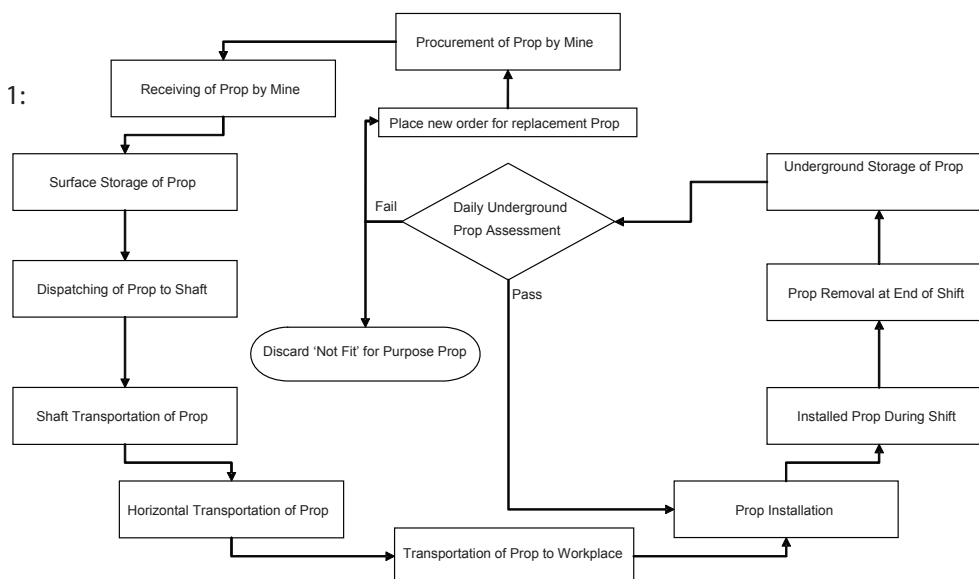 Procurement of Prop by Mine
1:
Receiving of Prop by Mine
Place new order for replacement Prop
Surface Storage of Prop
Underground Storage of Prop
Fail
Daily Underground
Prop Assessment
Dispatching of Prop to Shaft
Pass
Prop Removal at End of Shift
Discard ‘Not Fit’ for Purpose Prop
Shaft Transportation of Prop
Installed Prop During Shift
Horizontal Transportation of Prop
Prop Installation
Transportation of Prop to Workplace